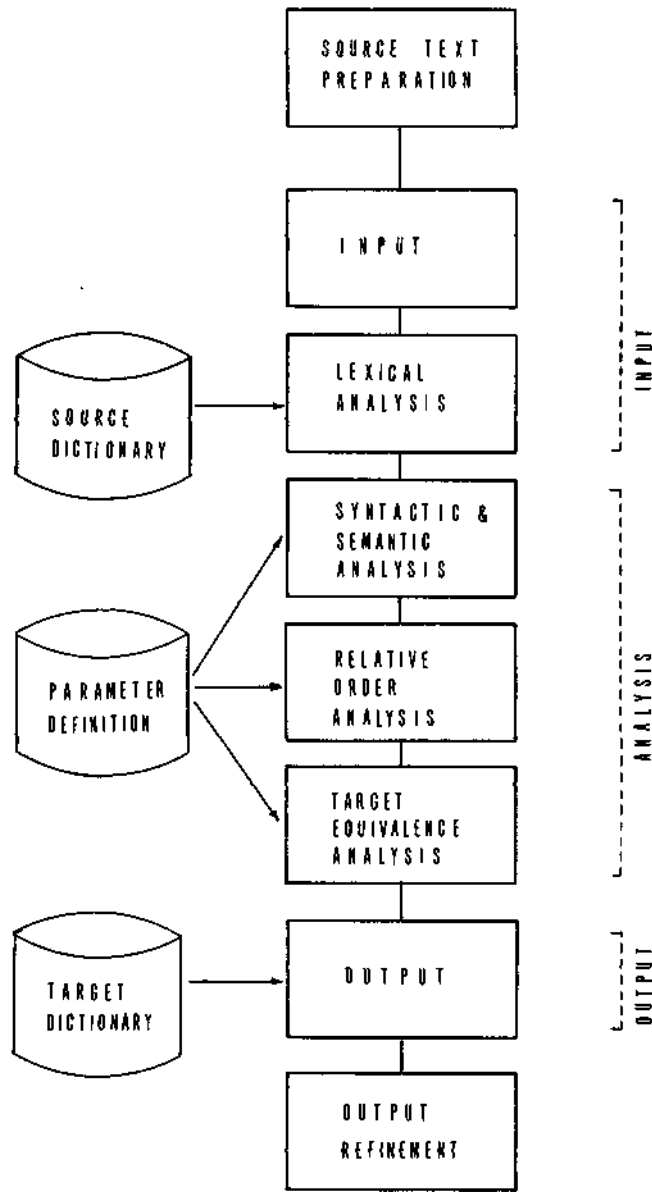 SOURCE TEXT
PREPARATION
INPUT
LEXICAL
ANALYSIS
SOURCE
DICTIONARY
INPUT
SYNTACTIC &
SEMANTIC
ANALYSIS
RELATIVE
ORDER
ANALYSIS
PARAMETER
DEFINITION
TARGET
EQUIVALENCE
ANALYSIS
ANALYSIS
OUTPUT
TARGET
DICTIONARY
OUTPUT
OUTPUT
REFINEMENT